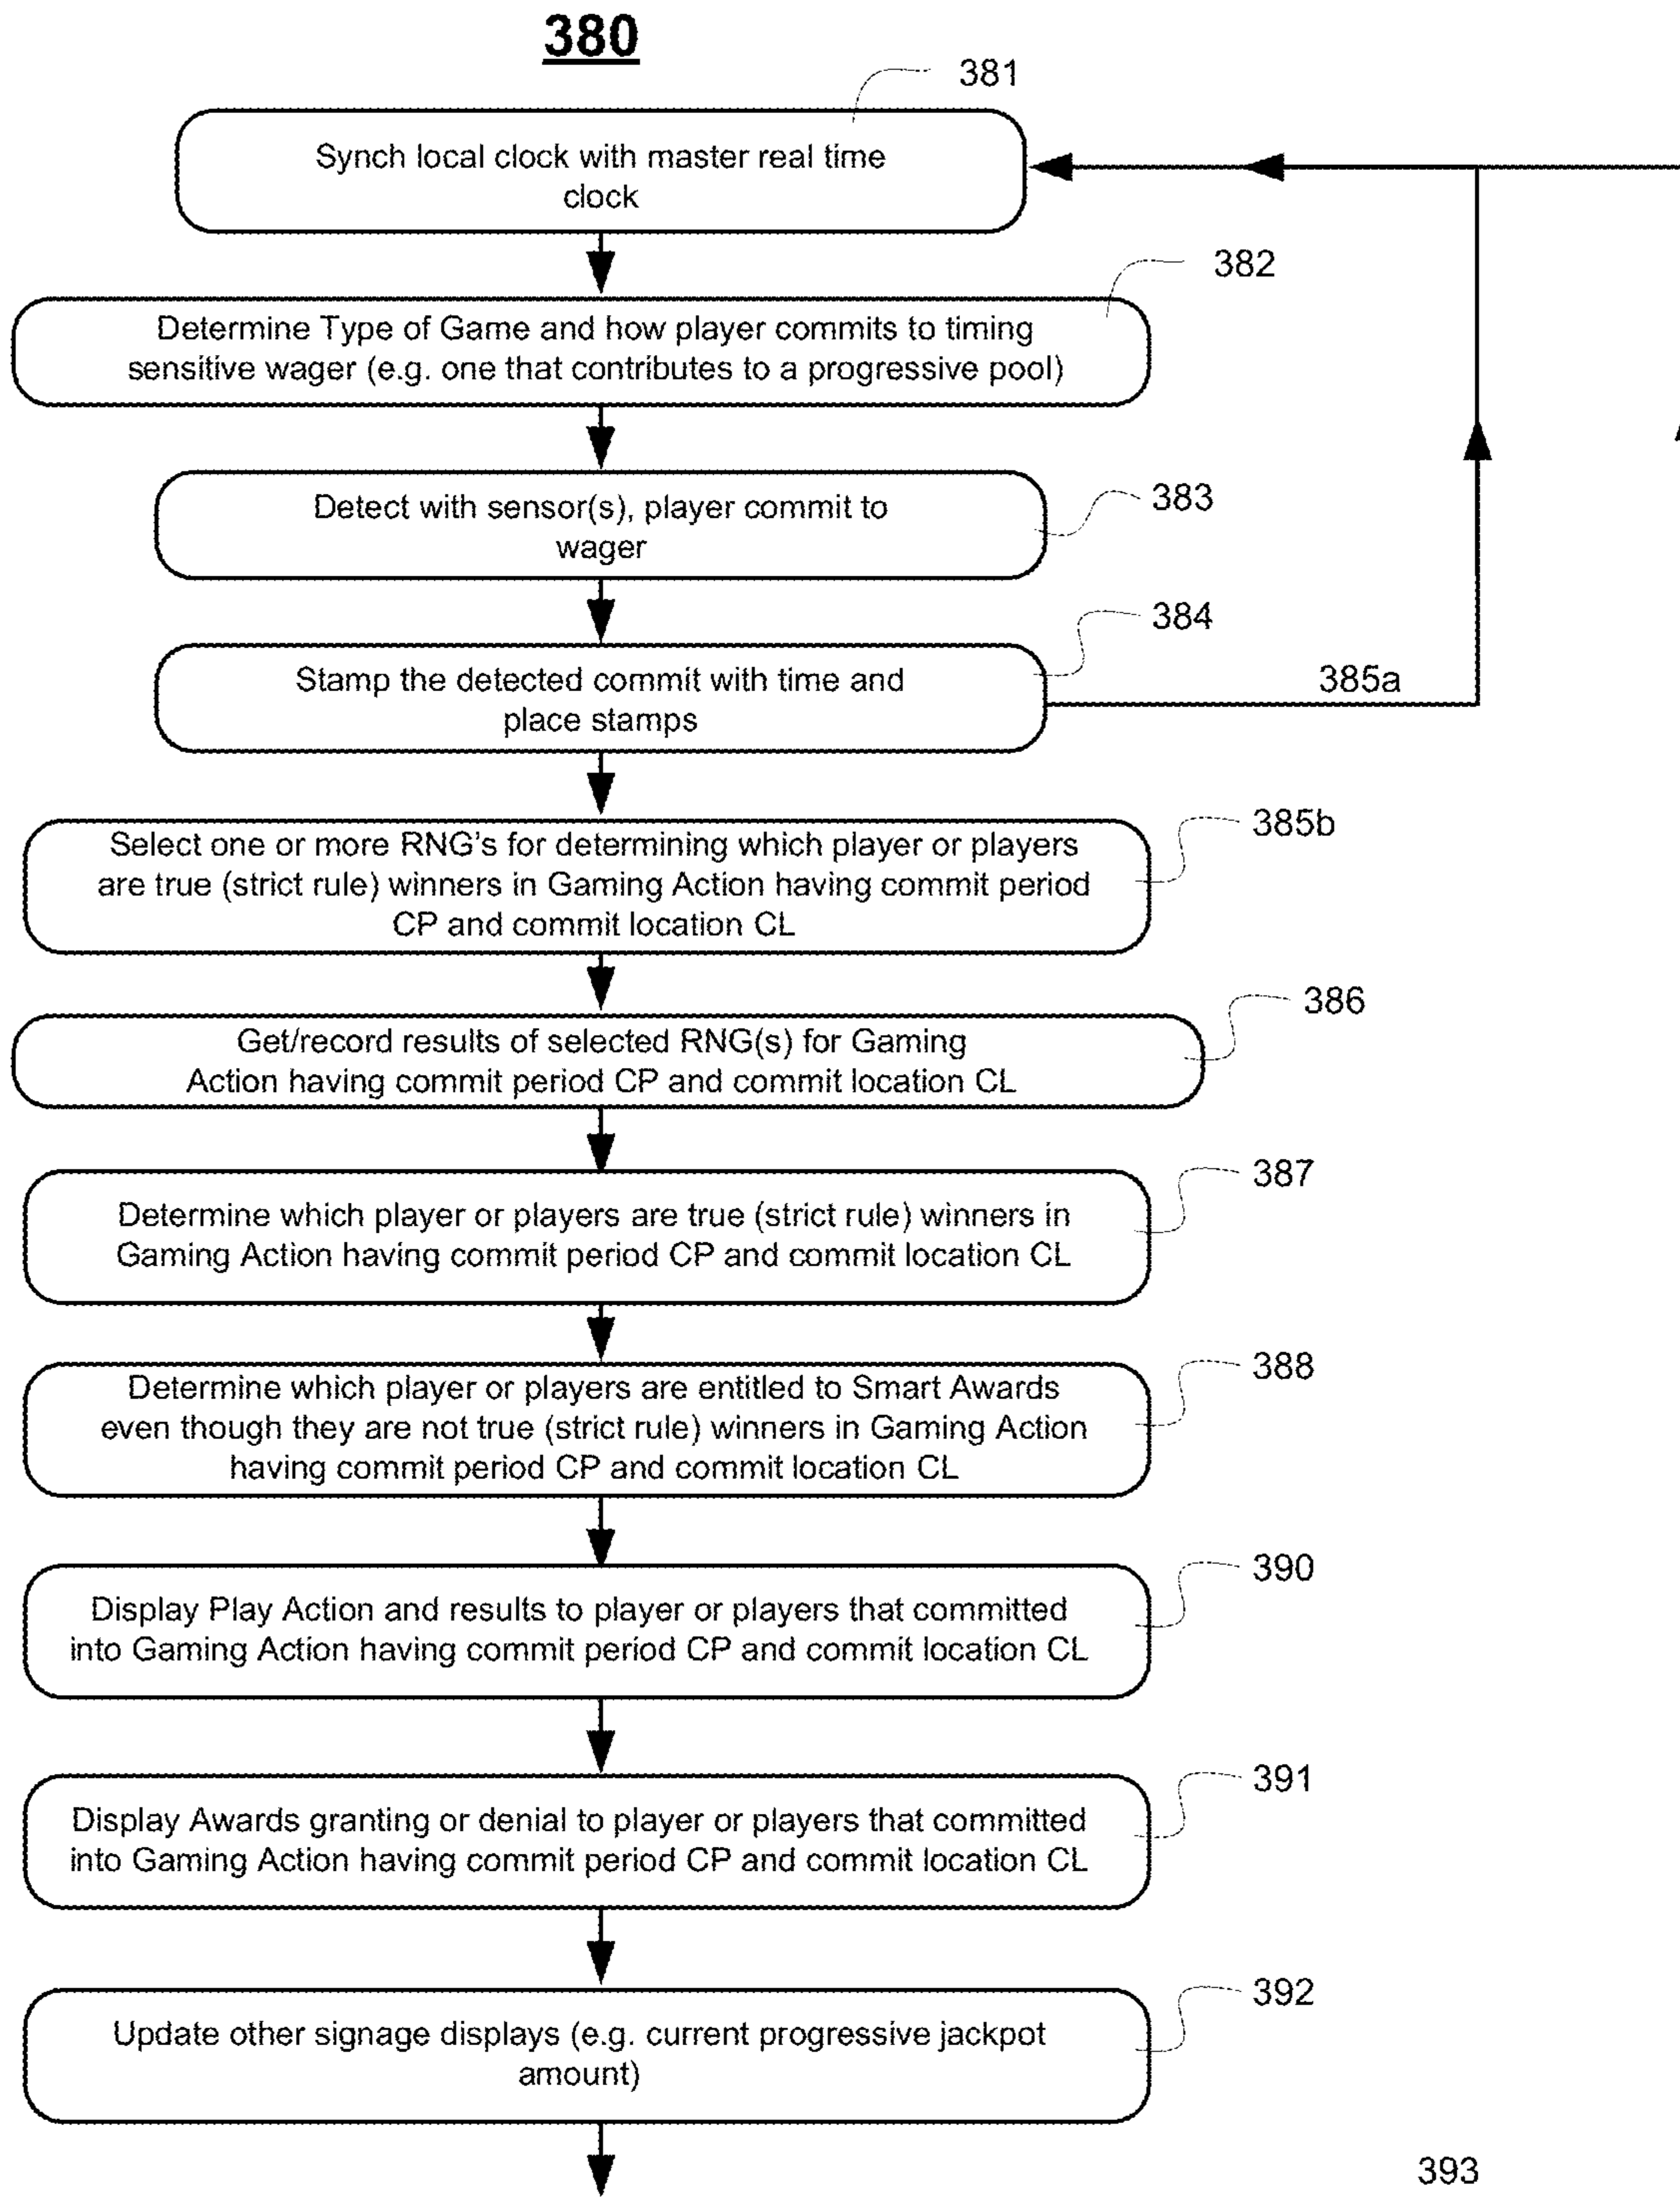 380
381
Synch local clock with master real time
clock
382
Determine Type of Game and how player commits to timing
sensitive wager (e.g. one that contributes to a progressive pool)
383
Detect with sensor(s), player commit to
wager
384
Stamp the detected commit with time and
place stamps
385a
385b
Select one or more RNG's for determining which player or players
are true (strict rule) winners in Gaming Action having commit period
CP and commit location CL
386
Get/record results of selected RNG(s) for Gaming
Action having commit period CP and commit location CL
387
Determine which player or players are true (strict rule) winners in
Gaming Action having commit period CP and commit location CL
388
Determine which player or players are entitled to Smart Awards
even though they are not true (strict rule) winners in Gaming Action
having commit period CP and commit location CL
390
Display Play Action and results to player or players that committed
into Gaming Action having commit period CP and commit location CL
391
Display Awards granting or denial to player or players that committed
into Gaming Action having commit period CP and commit location CL
392
Update other signage displays (e.g. current progressive jackpot
amount)
393